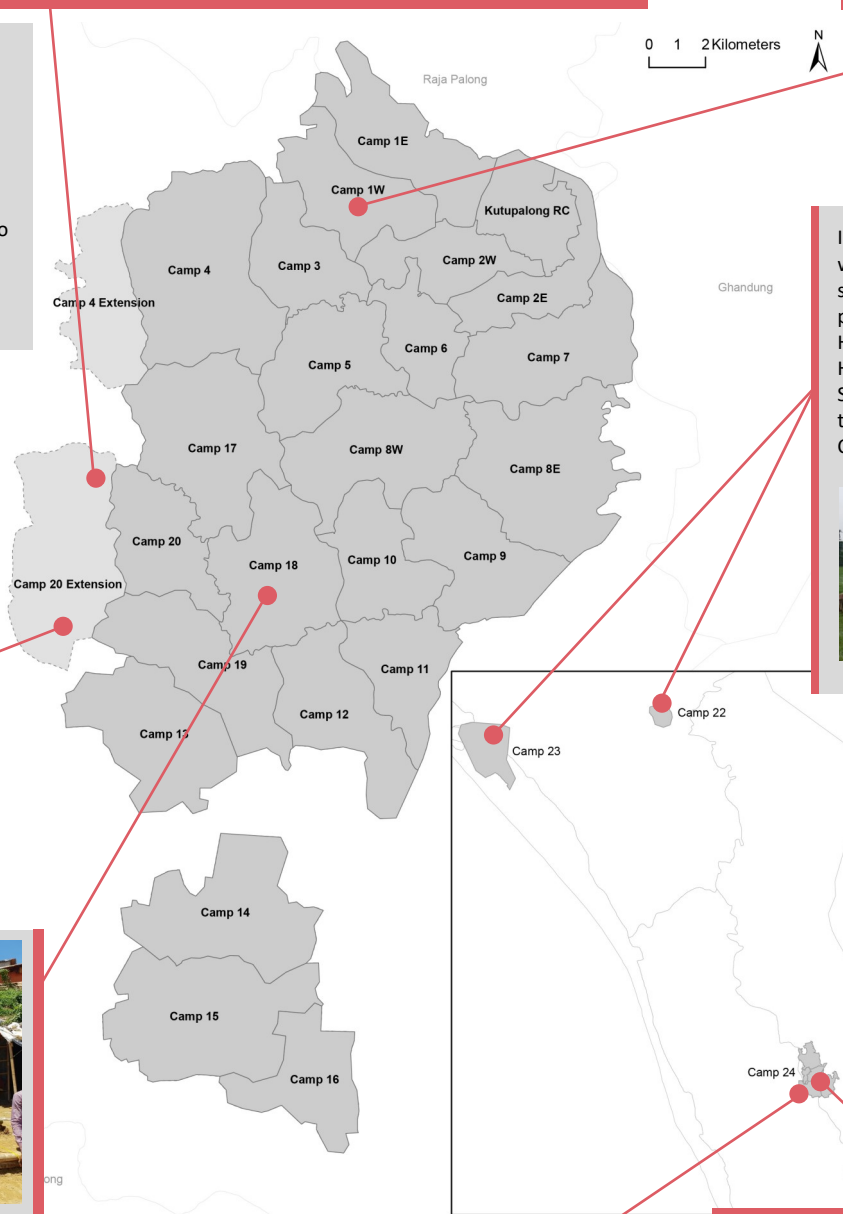 0 1 2 Kilometers
N
Raja Palong
Camp 1E
Camp 1W
Kutupalong RC
o
Camp 4
Camp 3
Camp 2W
Ghandung
Camp 4 Extension
Camp 2E
Camp 6
Camp 5
Camp 7
Camp 17
Camp 8W
Camp 8E
Camp 20
Camp 18
Camp 10
Camp 9
Camp 20 Extension
Camp 19
Camp 11
Camp 12
Camp 13
Camp 22
Camp 23
Camp 14
Camp 15
Camp 16
Camp 24
ong